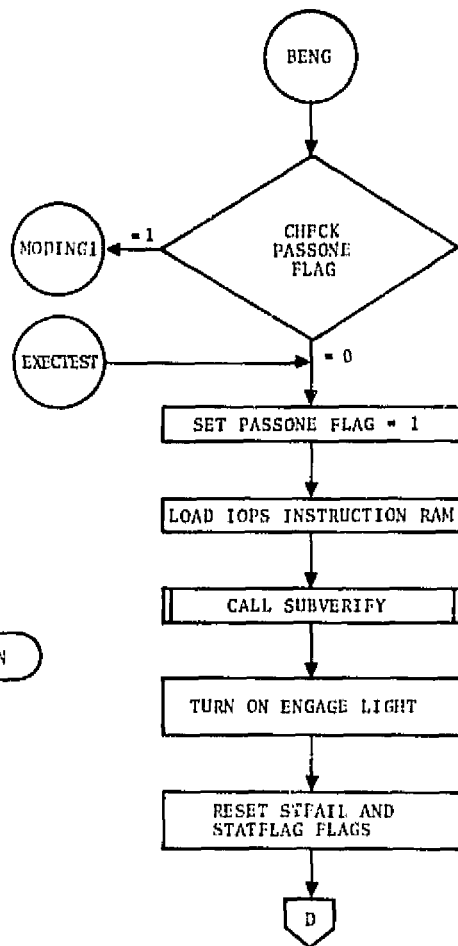 BENG
CHECK
PASSONE
FLAG
= 1
MODING1
EXECTEST
= 0
SET PASSONE FLAG = 1
LOAD IOPS INSTRUCTION RAM
CALL SUBVERIFY
N
TURN ON ENGAGE LIGHT
RESET STFAIL AND
STATFLAG FLAGS
D